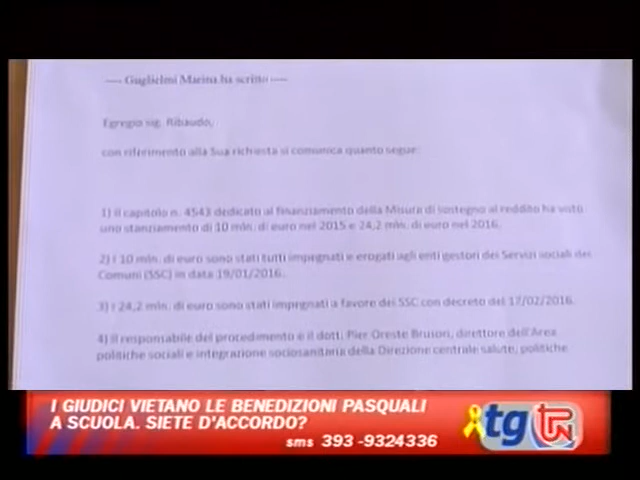 ---- Guglielmi Marina ha scritto ----
Egregio sig. Ribaudo,
con riferimento alla Sua richiesta si comunica quanto segue:
1) il capitolo n. 4543 dedicato al finanziamento della Misura di sostegno al reddito ha visto
uno stanziamento di 10 mln. di euro nel 2015 e 24,2 mln. di euro nel 2016.
2) i 10 mln. di euro sono stati tutti impegnati e erogati agli enti gestori dei Servizi sociali dei
Comuni (SSC) in data 19/01/2016.
3) i 24,2 mln. di euro sono stati impegnati a favore dei SSC con decreto del 17/02/2016.
4) il responsabile del procedimento è il dott. Pier Oreste Brusori, direttore dell'Area
politiche sociali e integrazione sociosanitaria della Direzione centrale salute, politiche
I GIUDICI VIETANO LE BENEDIZIONI PASQUALI
A SCUOLA. SIETE D'ACCORDO?
sms 393 -9324336
tg TPN